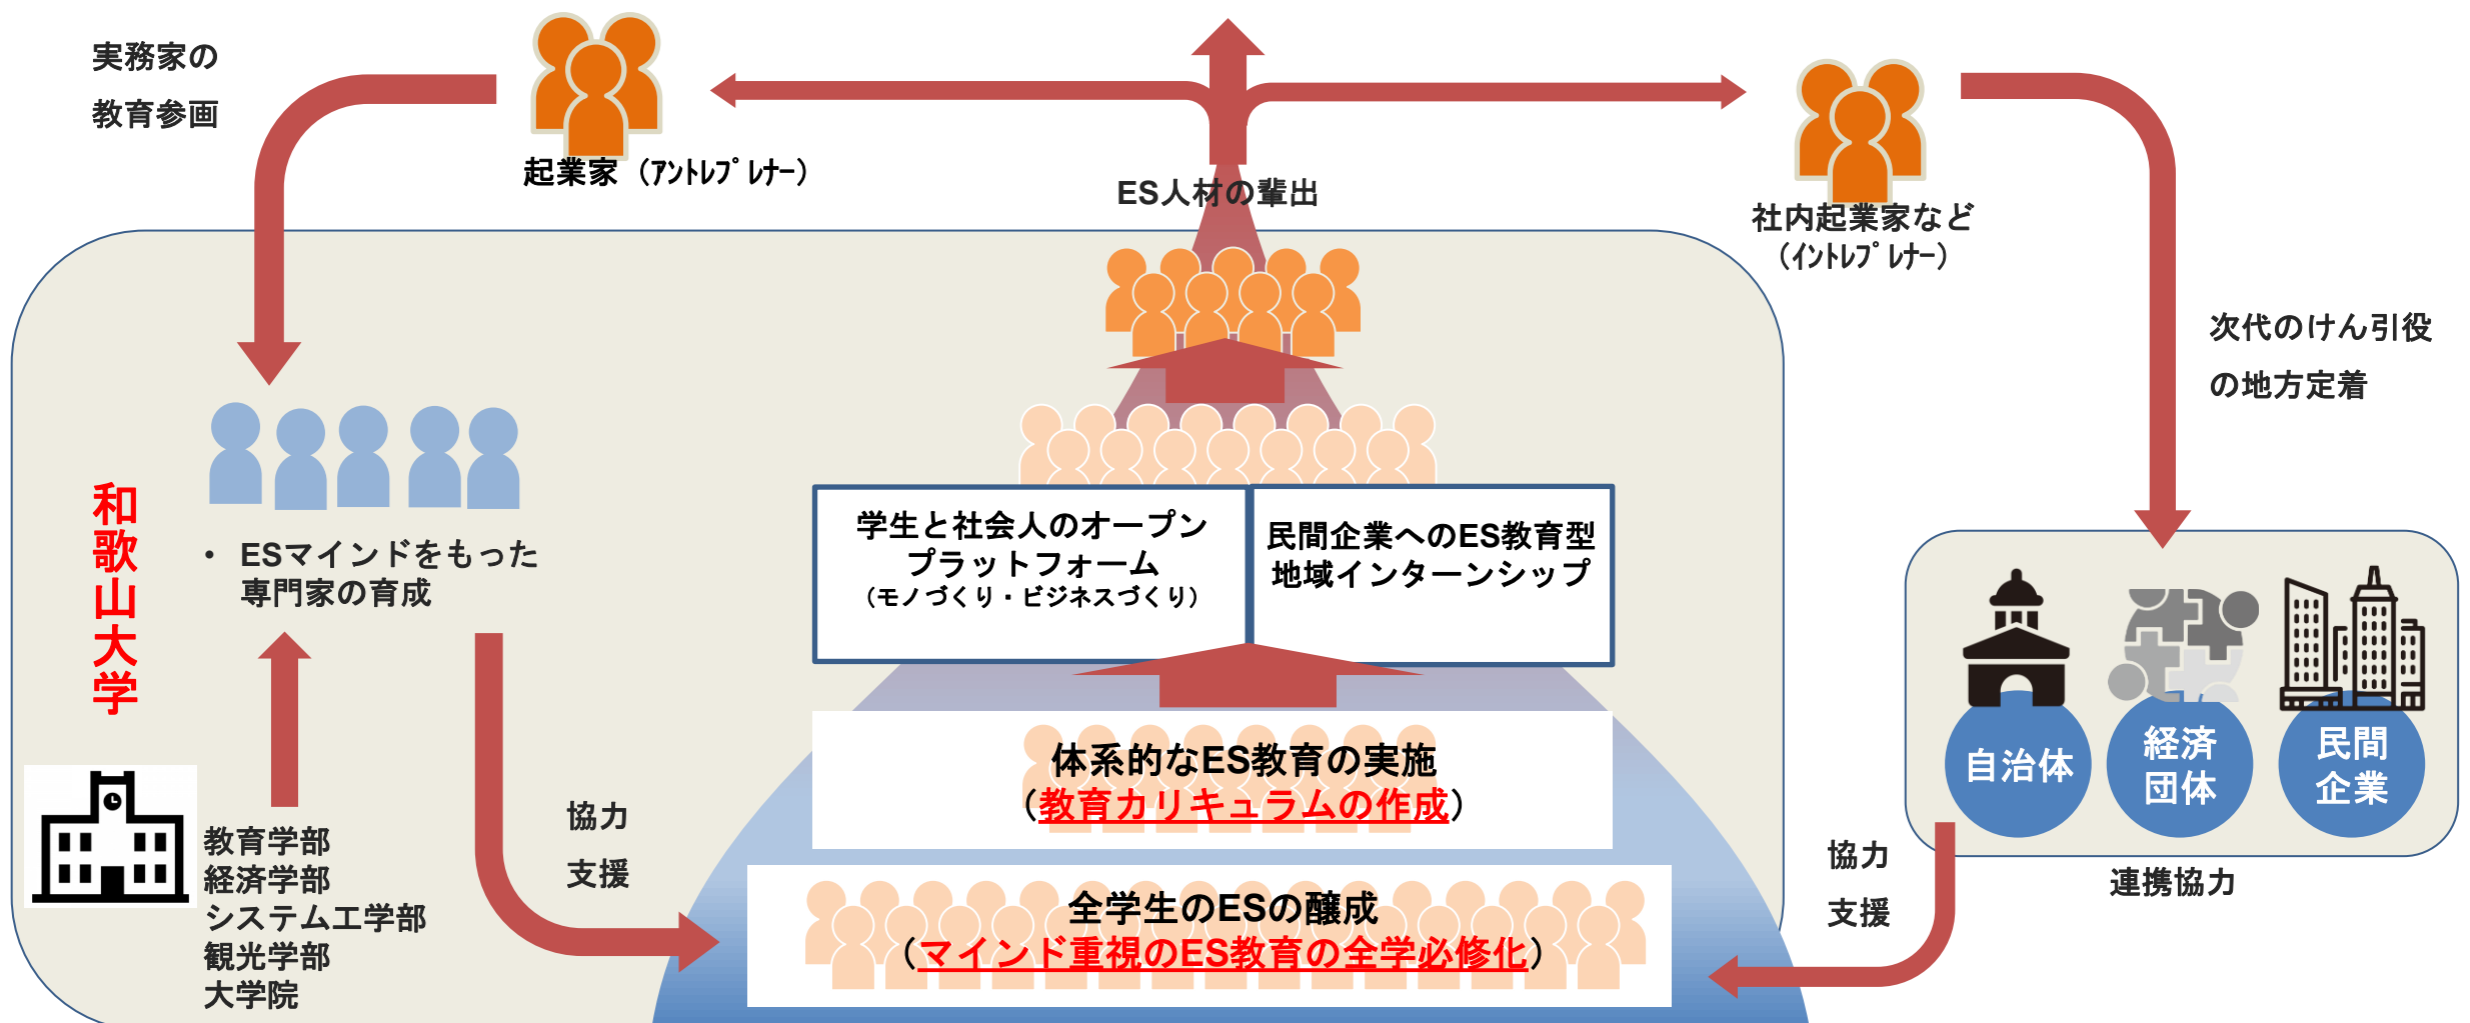 実務家の
教育参画
起業家（ｱﾝﾄﾚﾌﾟﾚﾅｰ）
ES人材の輩出
社内起業家など
（ｲﾝﾄﾚﾌﾟﾚﾅｰ）
次代のけん引役
の地方定着
和歌山大学
• ESマインドをもった
専門家の育成
学生と社会人のオープン
プラットフォーム
（モノづくり・ビジネスづくり）
民間企業へのES教育型
地域インターンシップ
体系的なES教育の実施
（教育カリキュラムの作成）
全学生のESの醸成
（マインド重視のES教育の全学必修化）
教育学部
経済学部
システム工学部
観光学部
大学院
協力
支援
自治体
経済
団体
民間
企業
連携協力
協力
支援